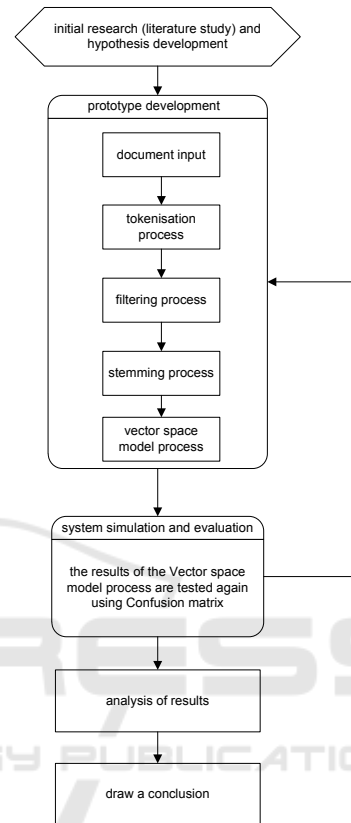 initial research (literature study) and
hypothesis development
prototype development
document input
tokenisation
process
filtering process
stemming process
vector space
model process
system simulation and evaluation
the results of the Vector space
model process are tested again
using Confusion matrix
analysis of results
draw a conclusion